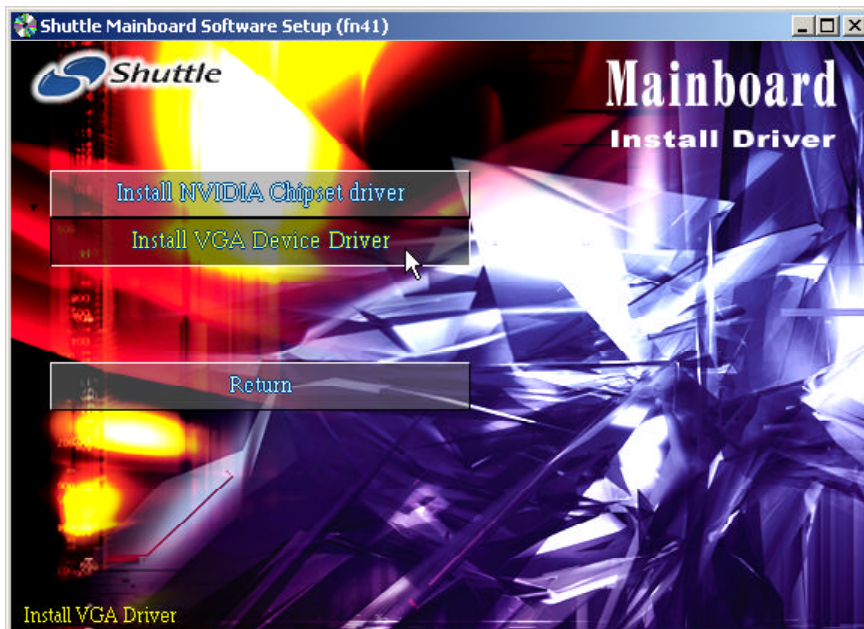 Shuttle Mainboard Software Setup (fn41)
Shuttle
Mainboard
Install Driver
Install NVIDIA Chipset driver
Install VGA Device Driver
Return
Install VGA Driver